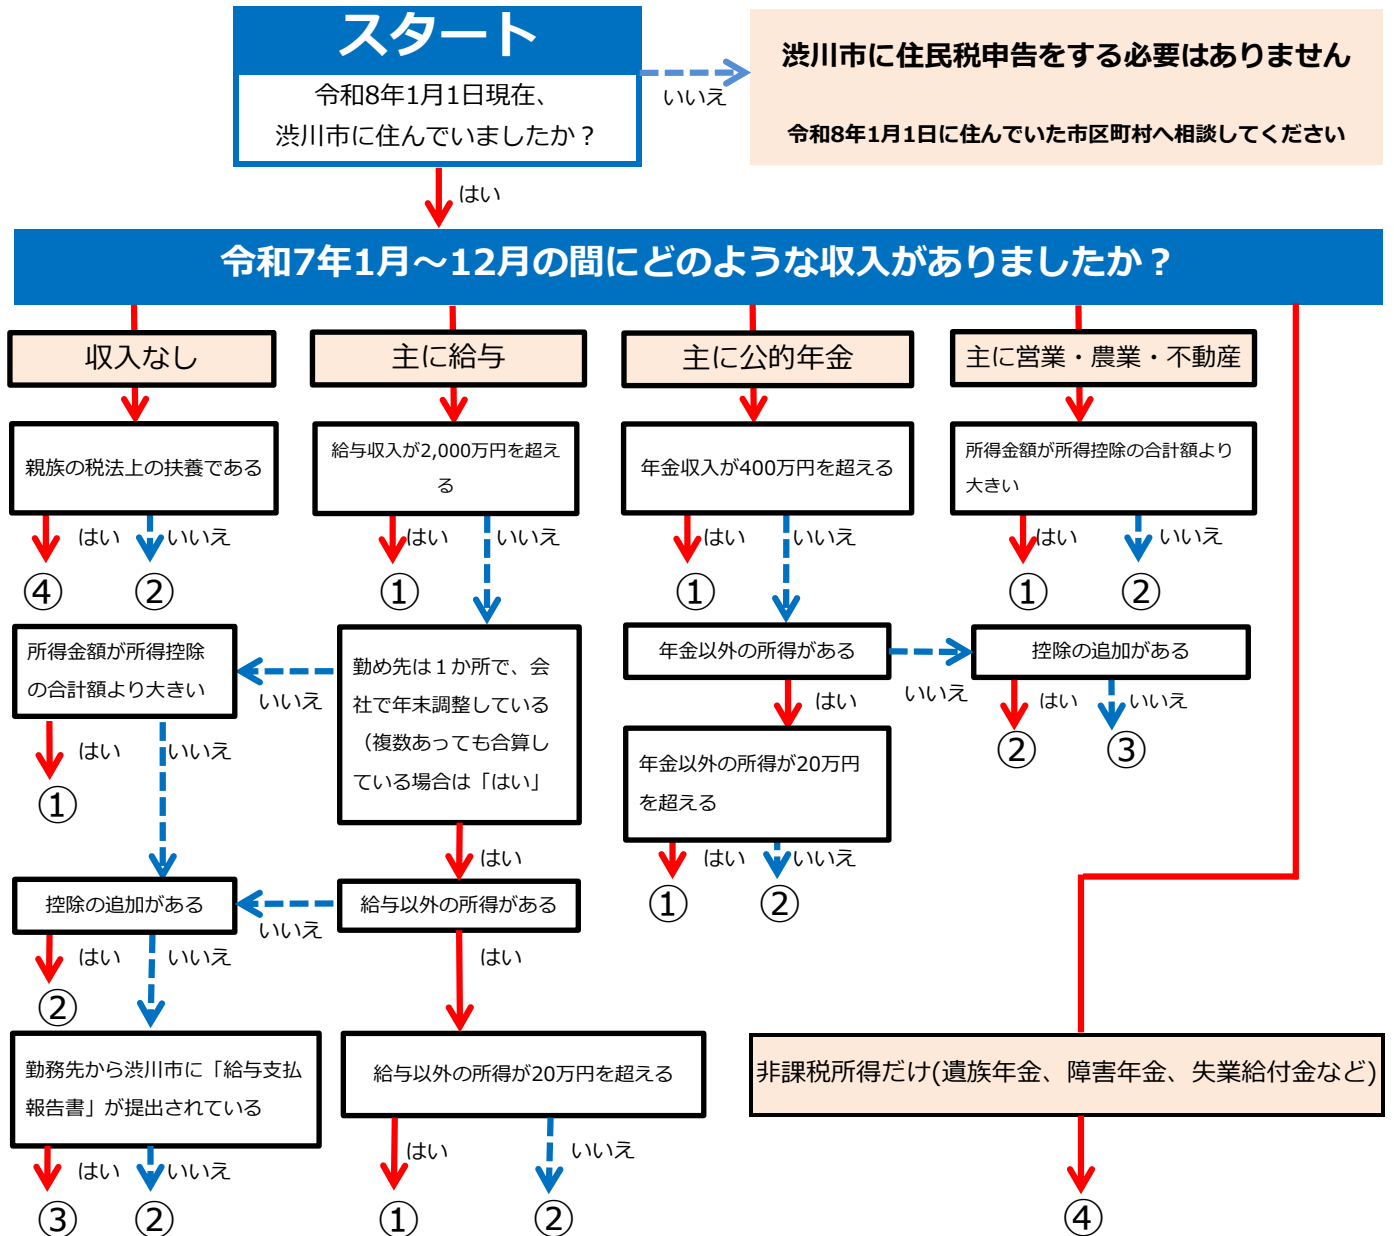 スタート
令和8年1月1日現在、
渋川市に住んでいましたか？
いいえ
渋川市に住民税申告をする必要はありません
令和8年1月1日に住んでいた市区町村へ相談してください
はい
令和7年1月～12月の間にどのような収入がありましたか？
収入なし
主に給与
主に公的年金
主に営業・農業・不動産
親族の税法上の扶養である
給与収入が2,000万円を超え
る
年金収入が400万円を超える
所得金額が所得控除の合計額より
大きい
はい
いいえ
はい
いいえ
はい
いいえ
はい
いいえ
④
②
①
①
①
②
所得金額が所得控除
の合計額より大きい
いいえ
勤め先は１か所で、会
社で年末調整している
（複数あっても合算し
ている場合は「はい」
年金以外の所得がある
いいえ
控除の追加がある
はい
はい
いいえ
②
③
はい
いいえ
①
年金以外の所得が20万円
を超える
はい
はい
いいえ
①
②
控除の追加がある
いいえ
給与以外の所得がある
はい
いいえ
はい
②
勤務先から渋川市に「給与支払
報告書」が提出されている
給与以外の所得が20万円を超える
非課税所得だけ(遺族年金、障害年金、失業給付金など)
はい
いいえ
はい
いいえ
③
②
①
②
④